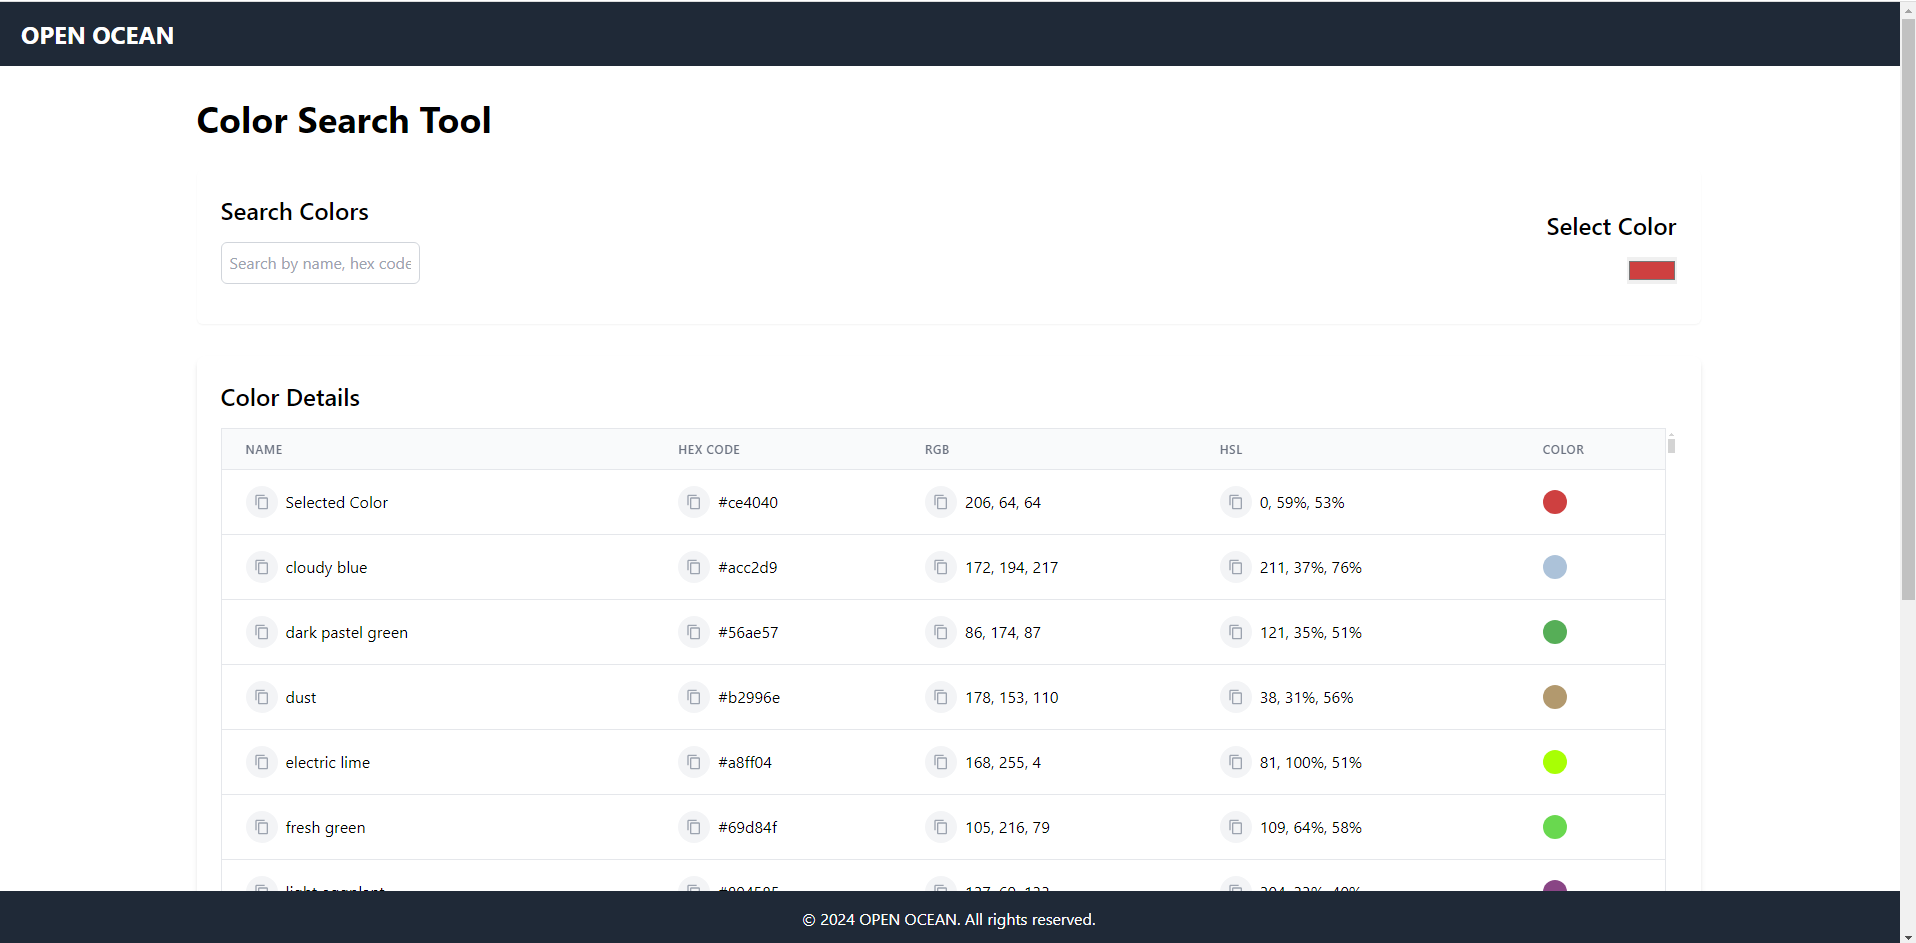 OPEN OCEAN
Color Search Tool
Search Colors
Select Color
Search by name, hex code
Color Details
NAME HEX CODE RGB HSL COLOR
Selected Color #ce4040 206, 64, 64 0, 59%, 53%
cloudy blue #acc2d9 172, 194, 217 211, 37%, 76%
dark pastel green #56ae57 86, 174, 87 121, 35%, 51%
dust #b2996e 178, 153, 110 38, 31%, 56%
electric lime #a8ff04 168, 255, 4 81, 100%, 51%
fresh green #69d84f 105, 216, 79 109, 64%, 58%
light eggplant
© 2024 OPEN OCEAN. All rights reserved.